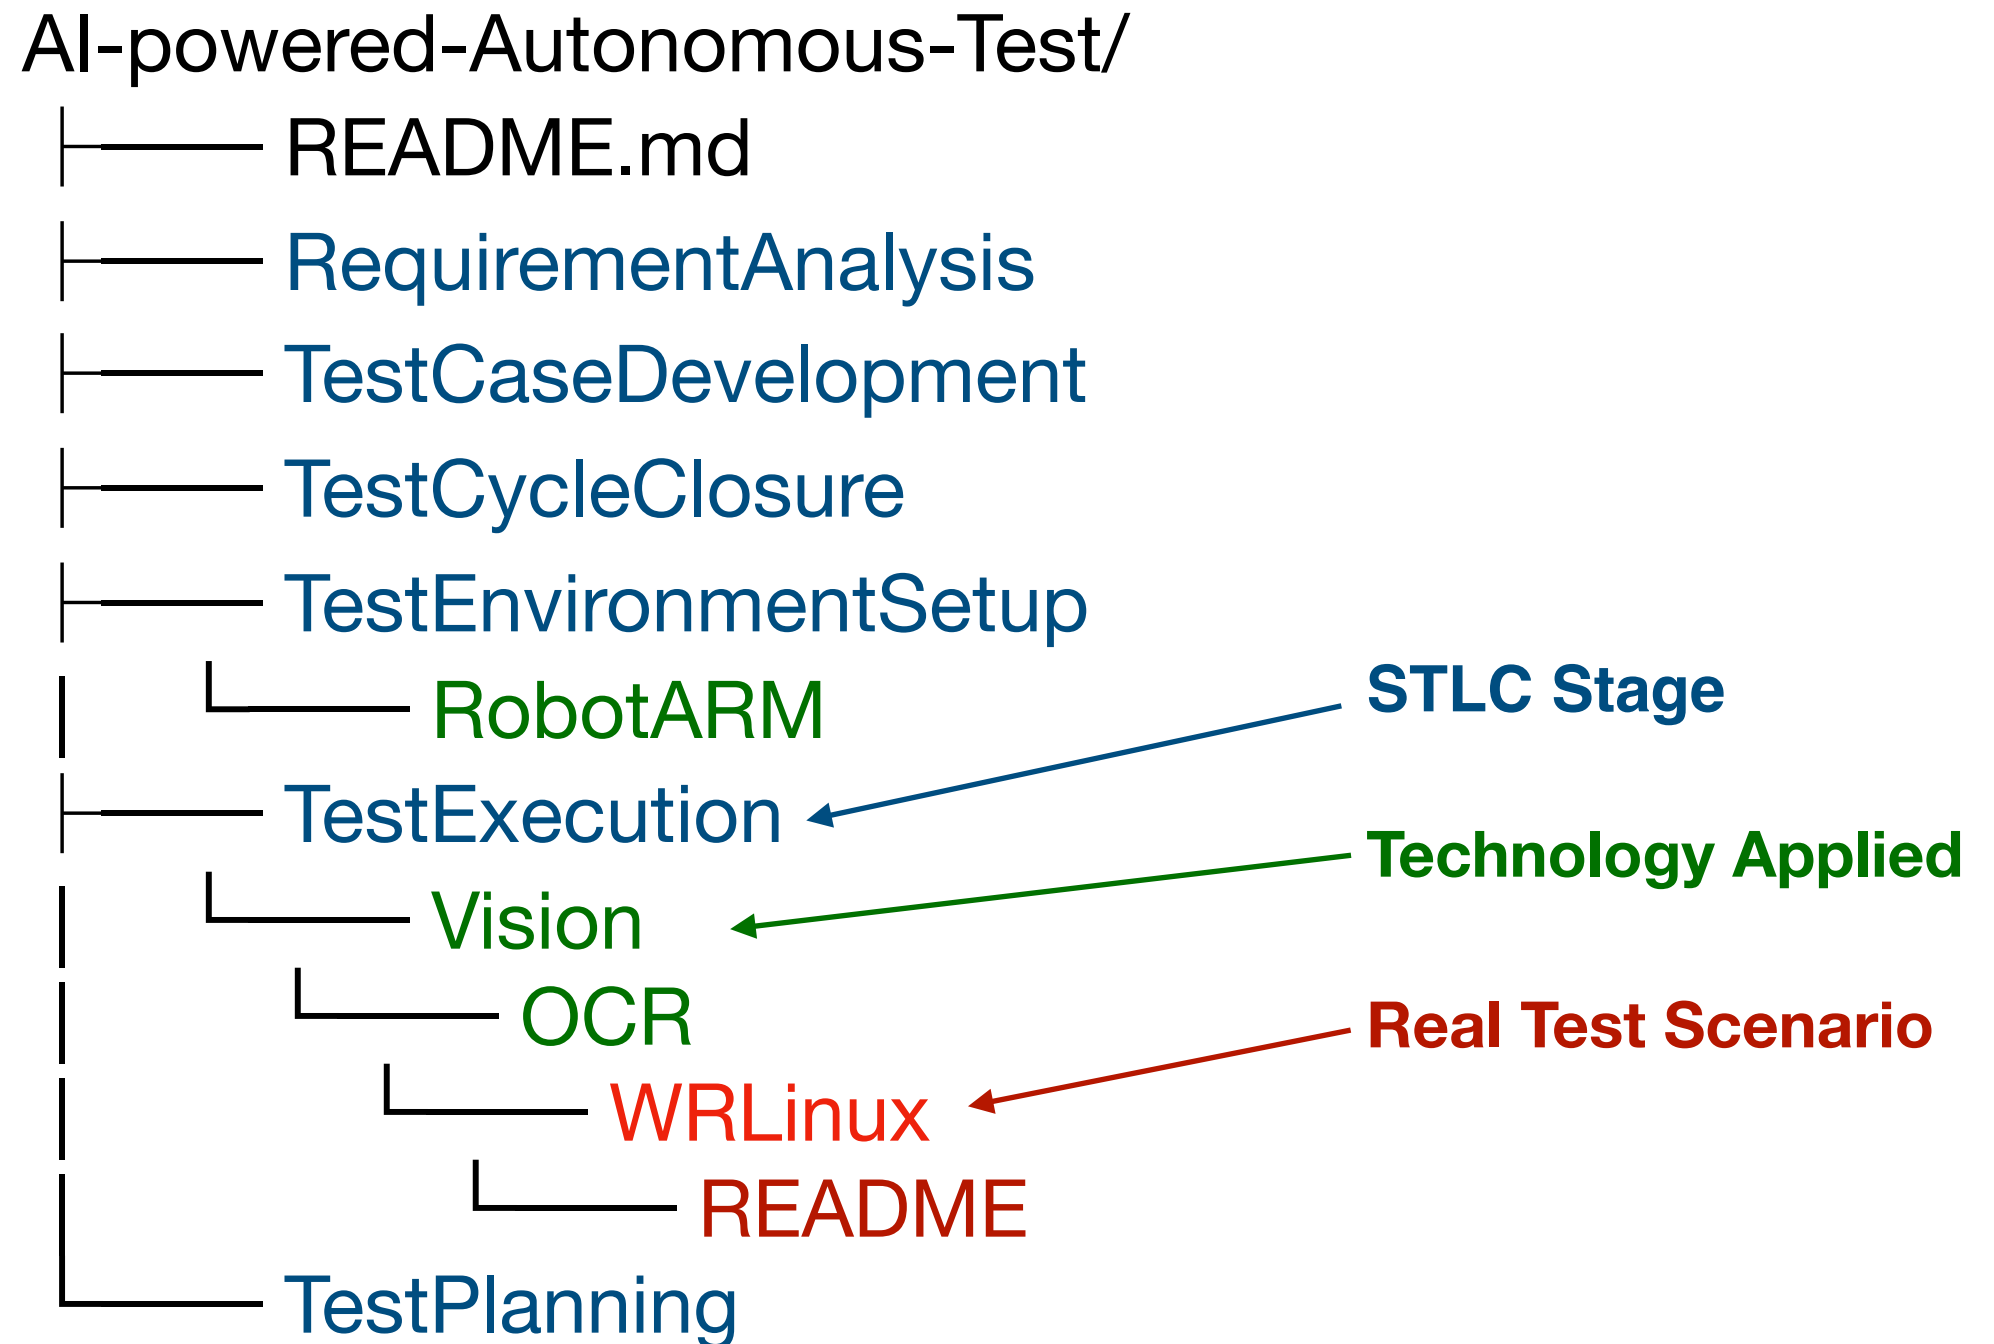 AI-powered-Autonomous-Test/
README.md
RequirementAnalysis
TestCaseDevelopment
TestCycleClosure
TestEnvironmentSetup
RobotARM
STLC Stage
TestExecution
Technology Applied
Vision
OCR
Real Test Scenario
WRLinux
README
TestPlanning